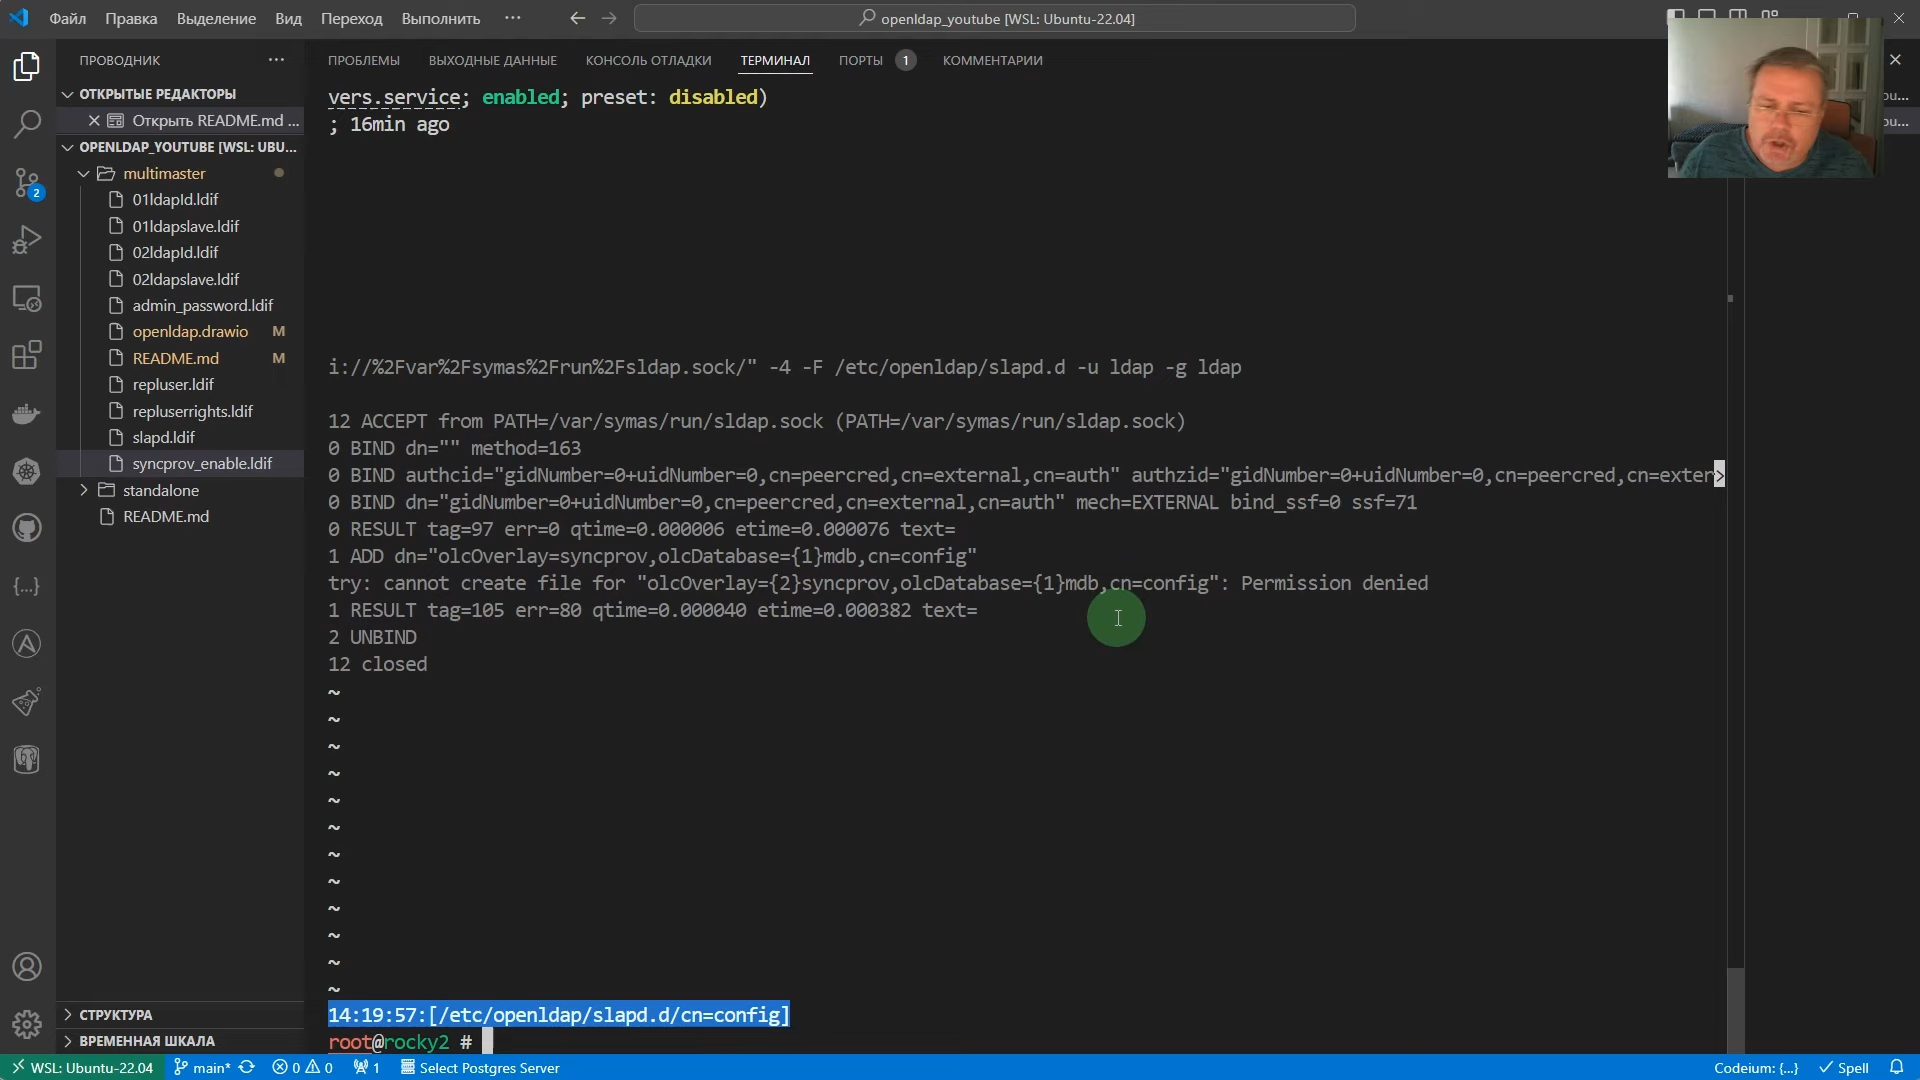 Файл Правка Выделение Вид Переход Выполнить ··· openldap_youtube [WSL: Ubuntu-22.04]
ПРОВОДНИК ···
ПРОБЛЕМЫ ВЫХОДНЫЕ ДАННЫЕ КОНСОЛЬ ОТЛАДКИ ТЕРМИНАЛ ПОРТЫ 1 КОММЕНТАРИИ
ОТКРЫТЫЕ РЕДАКТОРЫ
Открыть README.md ...
OPENLDAP_YOUTUBE [WSL: UBU...
multimaster
01ldapId.ldif
01ldapslave.ldif
02ldapId.ldif
02ldapslave.ldif
admin_password.ldif
openldap.drawio M
README.md M
repluser.ldif
repluserrights.ldif
slapd.ldif
syncprov_enable.ldif
standalone
README.md
СТРУКТУРА
ВРЕМЕННАЯ ШКАЛА
2
vers.service; enabled; preset: disabled)
; 16min ago
i://%2Fvar%2Fsymas%2Frun%2Fsldap.sock/" -4 -F /etc/openldap/slapd.d -u ldap -g ldap
12 ACCEPT from PATH=/var/symas/run/sldap.sock (PATH=/var/symas/run/sldap.sock)
0 BIND dn="" method=163
0 BIND authcid="gidNumber=0+uidNumber=0,cn=peercred,cn=external,cn=auth" authzid="gidNumber=0+uidNumber=0,cn=peercred,cn=exter>
0 BIND dn="gidNumber=0+uidNumber=0,cn=peercred,cn=external,cn=auth" mech=EXTERNAL bind_ssf=0 ssf=71
0 RESULT tag=97 err=0 qtime=0.000006 etime=0.000076 text=
1 ADD dn="olcOverlay=syncprov,olcDatabase={1}mdb,cn=config"
try: cannot create file for "olcOverlay={2}syncprov,olcDatabase={1}mdb,cn=config": Permission denied
1 RESULT tag=105 err=80 qtime=0.000040 etime=0.000382 text=
2 UNBIND
12 closed
~
~
~
~
~
~
~
~
~
~
~
~
14:19:57:[/etc/openldap/slapd.d/cn=config]
root@rocky2 #
ou...
ou...
WSL: Ubuntu-22.04 main* 0 0 1 Select Postgres Server Codeium: {...} Spell